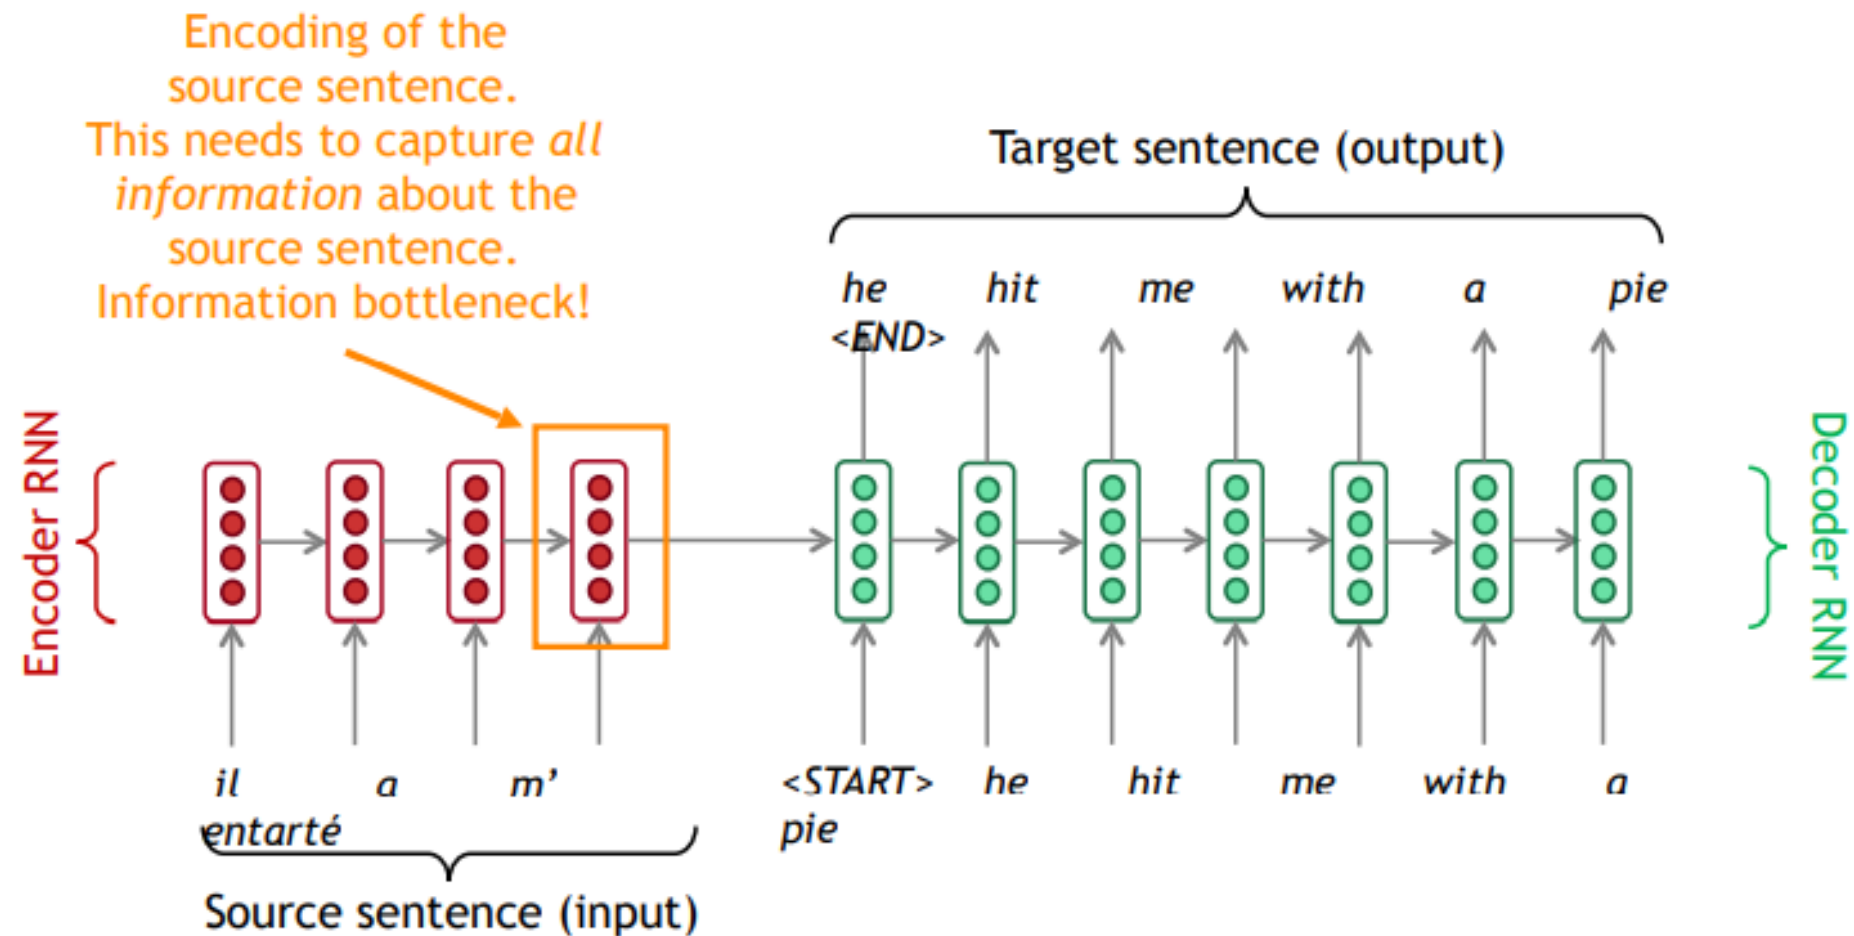 Encoding of the
source sentence.
This needs to capture all
information about the
source sentence.
Information bottleneck!
Target sentence (output)
he hit me with a pie
<END>
Encoder RNN
Decoder RNN
il a m’
entarté
<START> he hit me with a
pie
Source sentence (input)